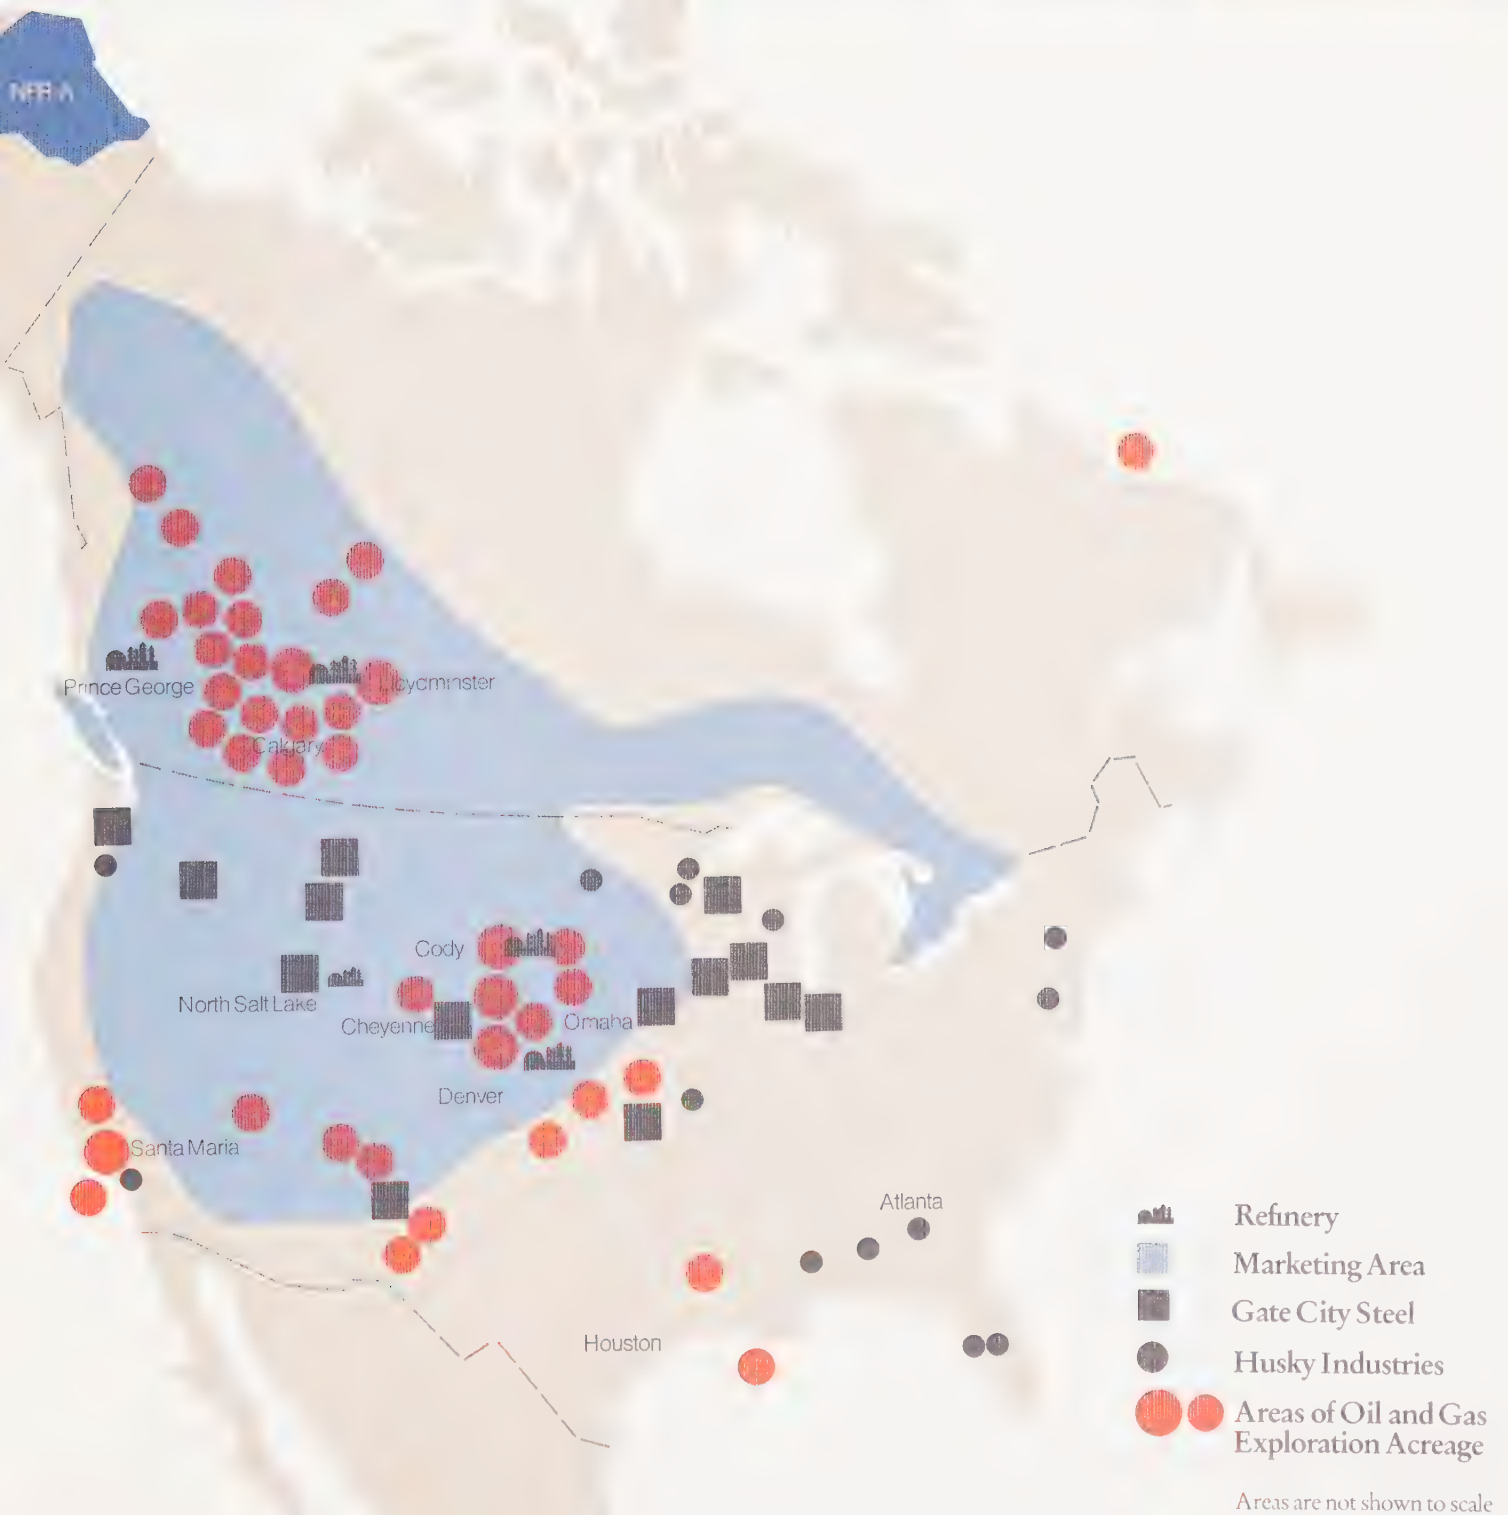 NPR-A
Prince George
Lloydminster
Calgary
Cody
North Salt Lake
Cheyenne
Omaha
Denver
Santa Maria
Atlanta
Houston
Refinery
Marketing Area
Gate City Steel
Husky Industries
Areas of Oil and Gas
Exploration Acreage
Areas are not shown to scale